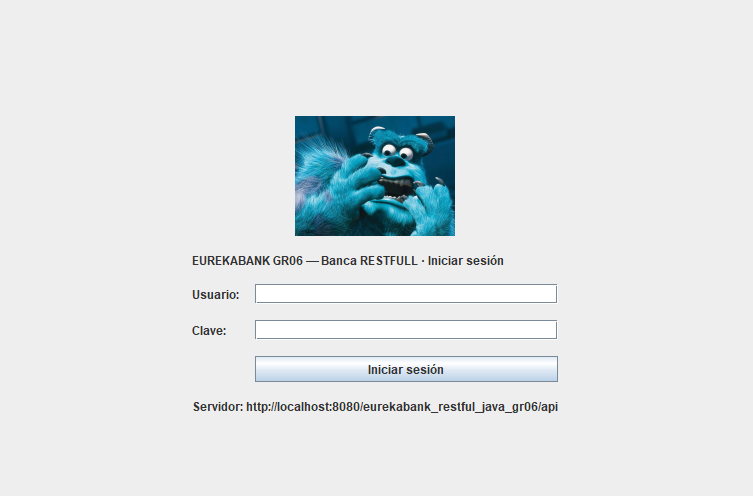 EUREKABANK GR06 — Banca RESTFULL · Iniciar sesión
Usuario:
Clave:
Iniciar sesión
Servidor: http://localhost:8080/eurekabank_restful_java_gr06/api